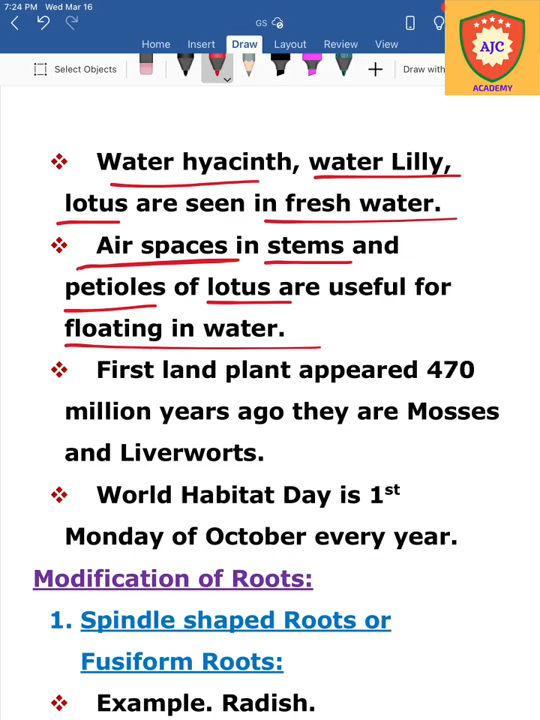 7:24 PM Wed Mar 16
GS
Home Insert Draw Layout Review View
Select Objects Draw with
AJC
ACADEMY
Water hyacinth, water Lilly,
lotus are seen in fresh water.
Air spaces in stems and
petioles of lotus are useful for
floating in water.
First land plant appeared 470
million years ago they are Mosses
and Liverworts.
World Habitat Day is 1st
Monday of October every year.
Modification of Roots:
1. Spindle shaped Roots or
Fusiform Roots:
Example. Radish.